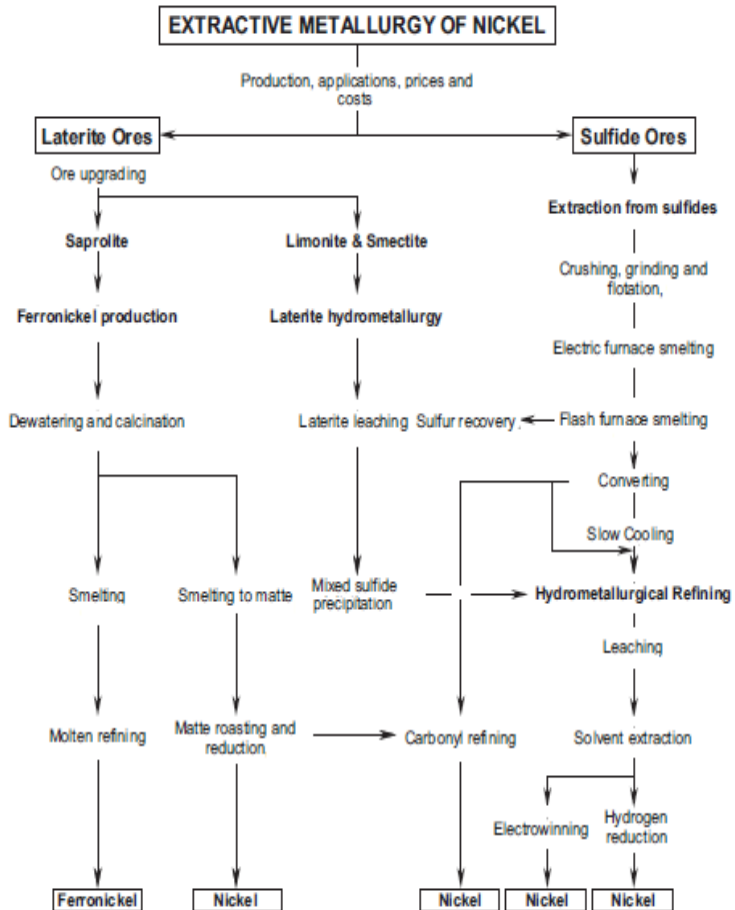 EXTRACTIVE METALLURGY OF NICKEL
Production, applications, prices and
costs
Laterite Ores
Sulfide Ores
Ore upgrading
Extraction from sulfides
Saprolite
Limonite & Smectite
Crushing, grinding and
flotation,
Ferronickel production
Laterite hydrometallurgy
Electric furnace smelting
Dewatering and calcination
Laterite leaching
Sulfur recovery
Flash furnace smelting
Converting
Slow Cooling
Smelting
Smelting to matte
Mixed sulfide
precipitation
Hydrometallurgical Refining
Leaching
Molten refining
Matte roasting and
reduction
Carbonyl refining
Solvent extraction
Electrowinning
Hydrogen
reduction
Ferronickel
Nickel
Nickel
Nickel
Nickel